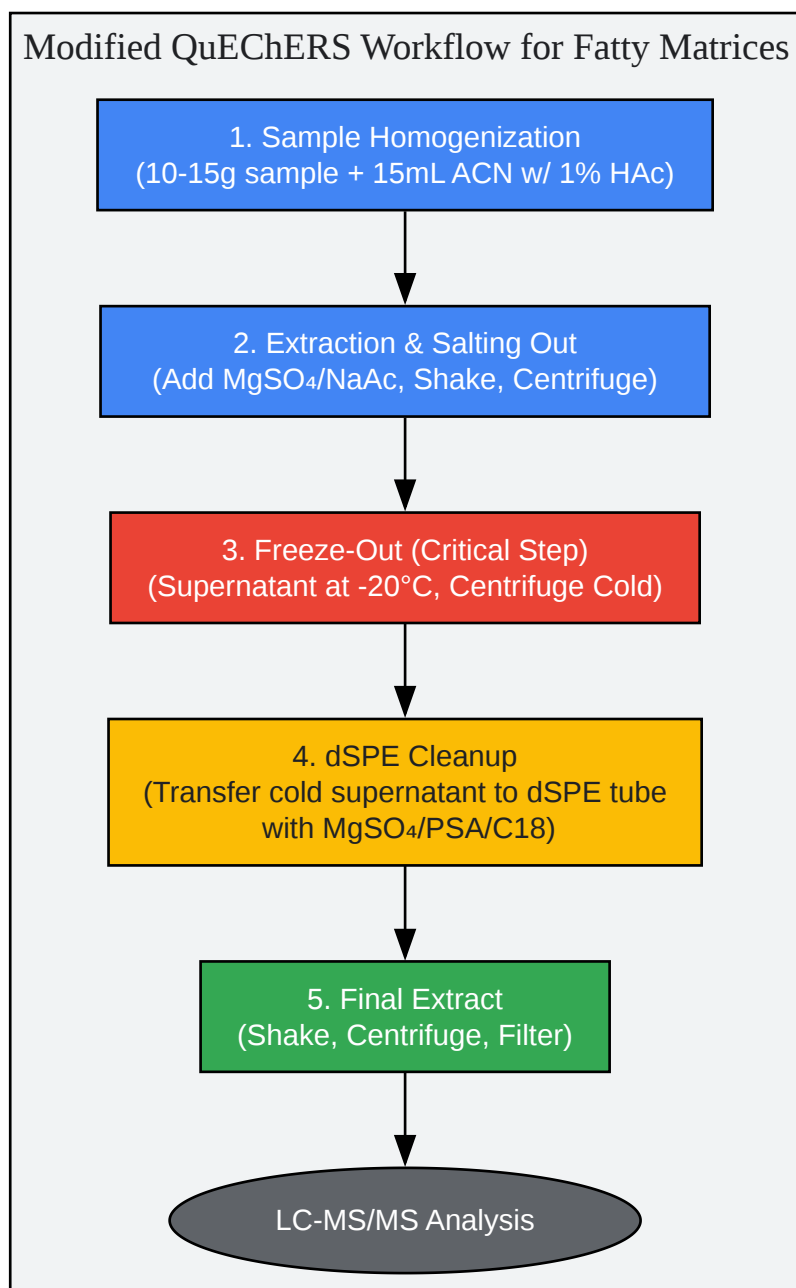 Modified QuEChERS Workflow for Fatty Matrices
1. Sample Homogenization
(10-15g sample + 15mL ACN w/ 1% HAc)
2. Extraction & Salting Out
(Add MgSO₄/NaAc, Shake, Centrifuge)
3. Freeze-Out (Critical Step)
(Supernatant at -20°C, Centrifuge Cold)
4. dSPE Cleanup
(Transfer cold supernatant to dSPE tube
with MgSO₄/PSA/C18)
5. Final Extract
(Shake, Centrifuge, Filter)
LC-MS/MS Analysis